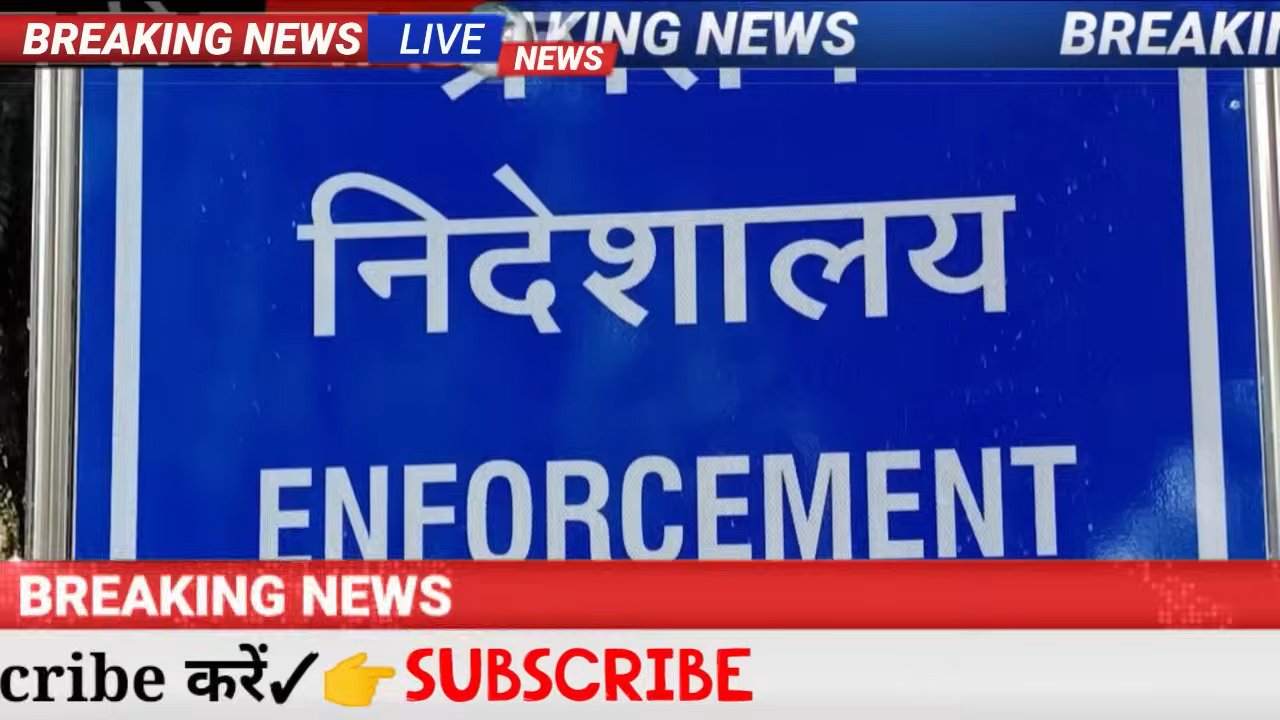 BREAKING NEWS LIVE NEWS KING NEWS BREAKI
निदेशालय
ENFORCEMENT
BREAKING NEWS
cribe करें✓👉SUBSCRIBE